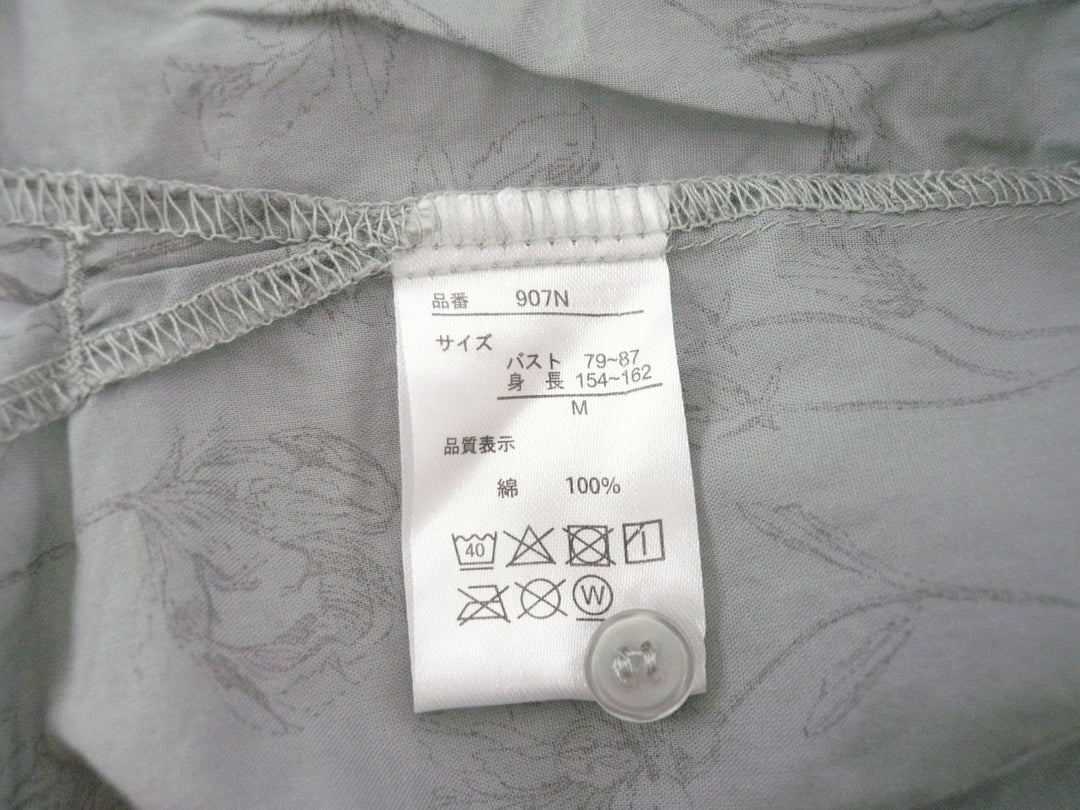 品番 907N
サイズ
バスト 79~87
身 長 154~162
M
品質表示
綿 100%
40
W